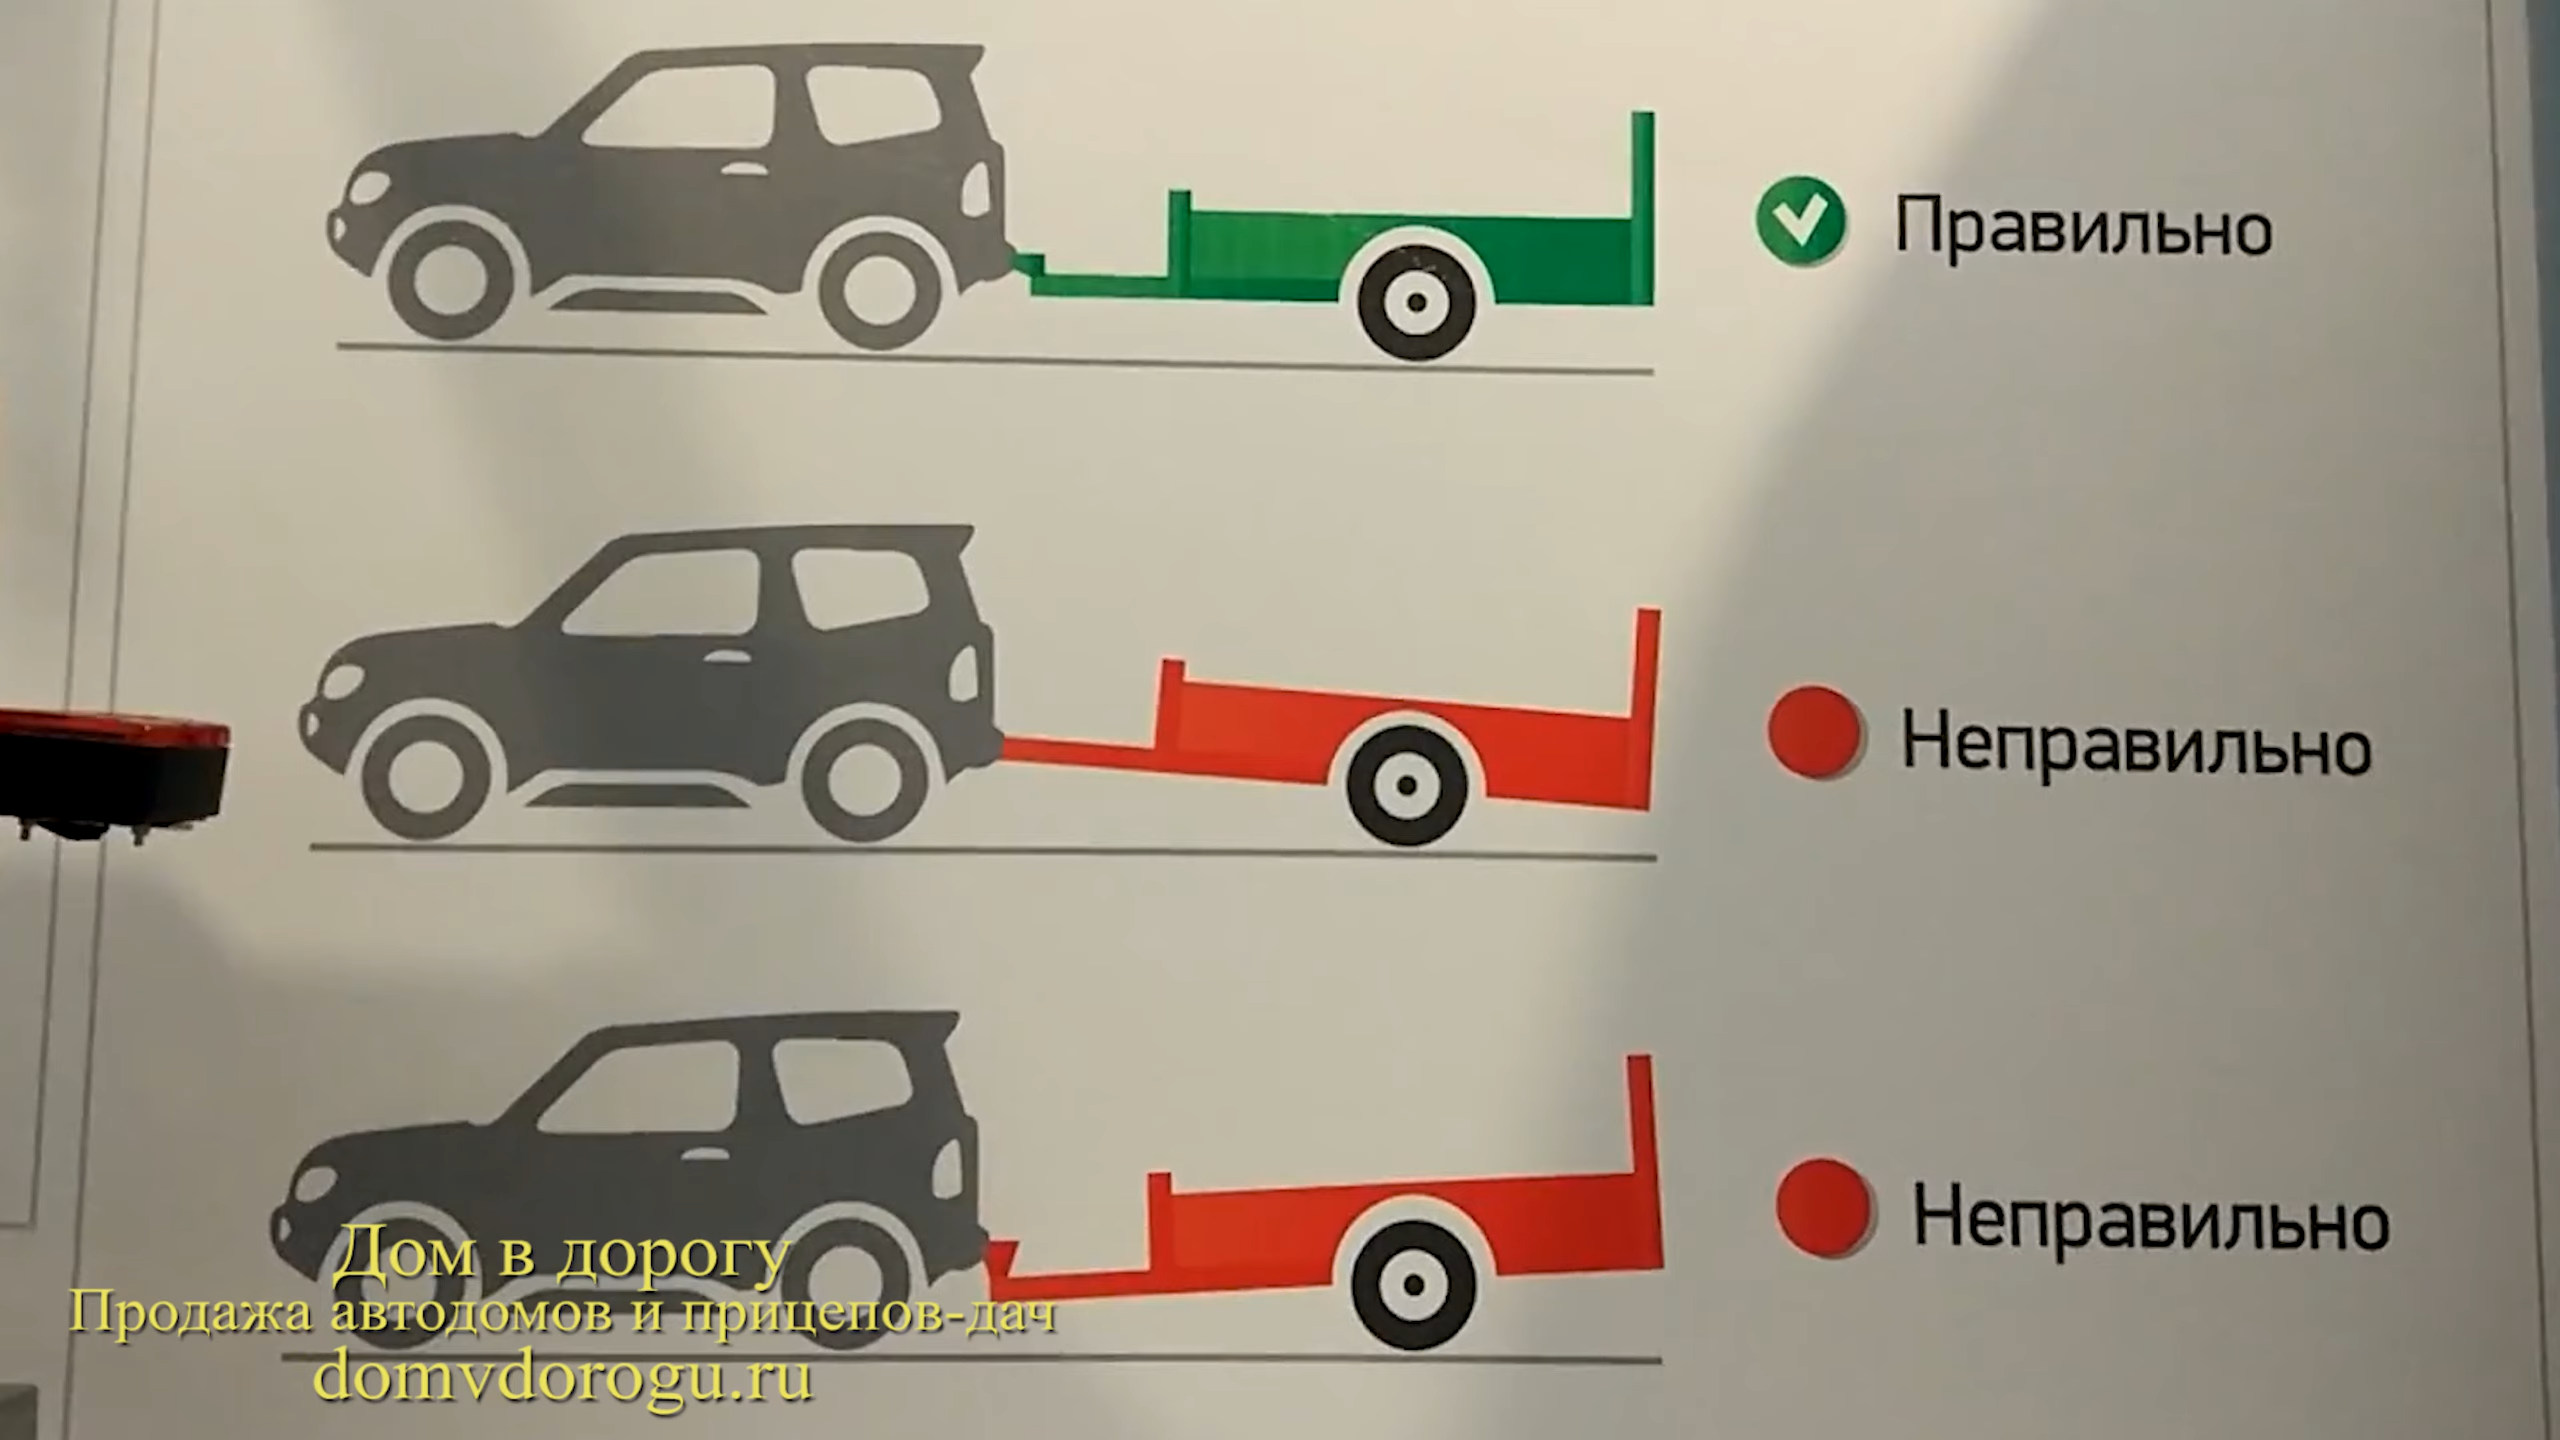 Правильно
Неправильно
Неправильно
Дом в дорогу
Продажа автодомов и прицепов-дач
domvdorogu.ru